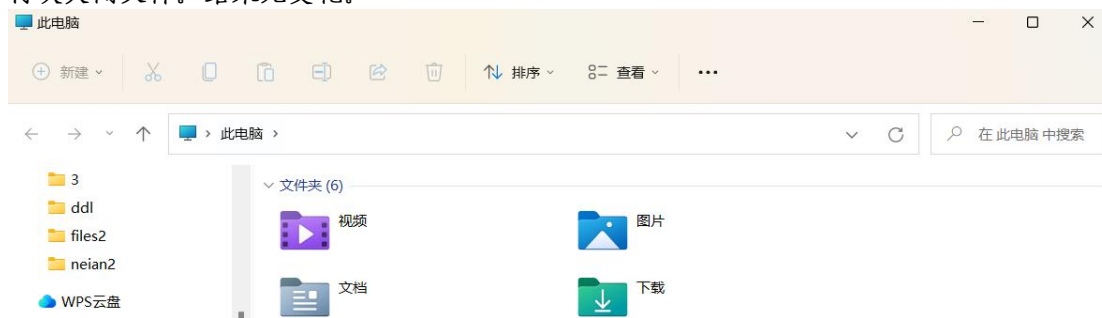 此电脑
新建
排序
查看
此电脑
在 此电脑 中搜索
3
ddl
files2
neian2
WPS云盘
文件夹 (6)
视频
图片
文档
下载